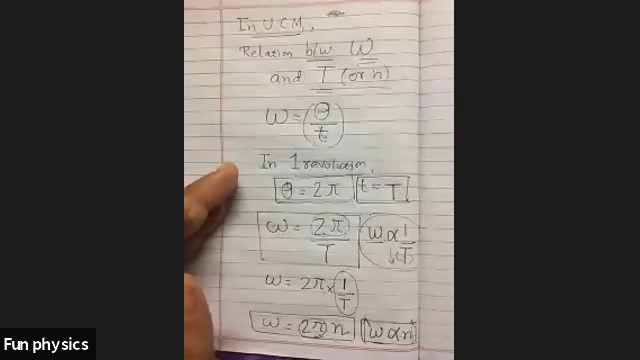 In UCM,
Relation b/w ω
and T (or n)
ω = θ/t
In 1 revolution,
θ = 2π t = T
ω = 2π/T ω ∝ 1/T
ω = 2π × 1/T
ω = 2πn ω ∝ n
Fun physics